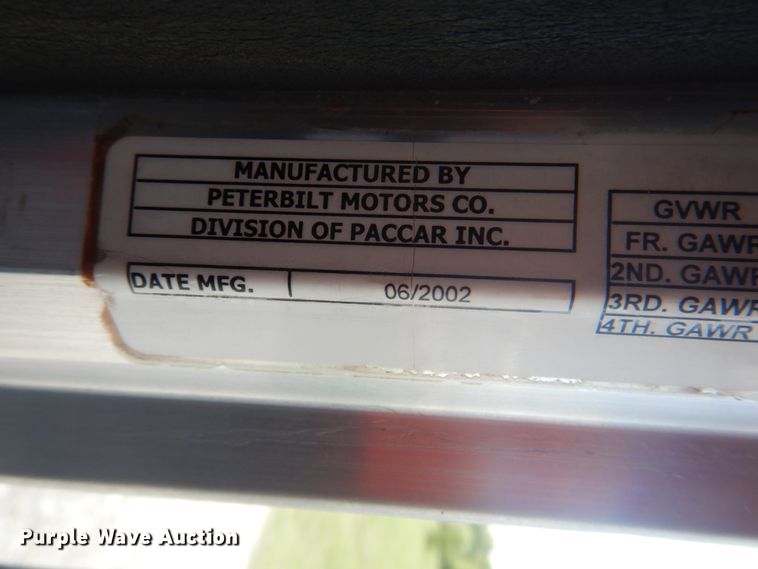 MANUFACTURED BY
PETERBILT MOTORS CO.
DIVISION OF PACCAR INC.
DATE MFG. 06/2002
GVWR
FR. GAWR
2ND. GAWR
3RD. GAWR
4TH. GAWR
Purple Wave Auction